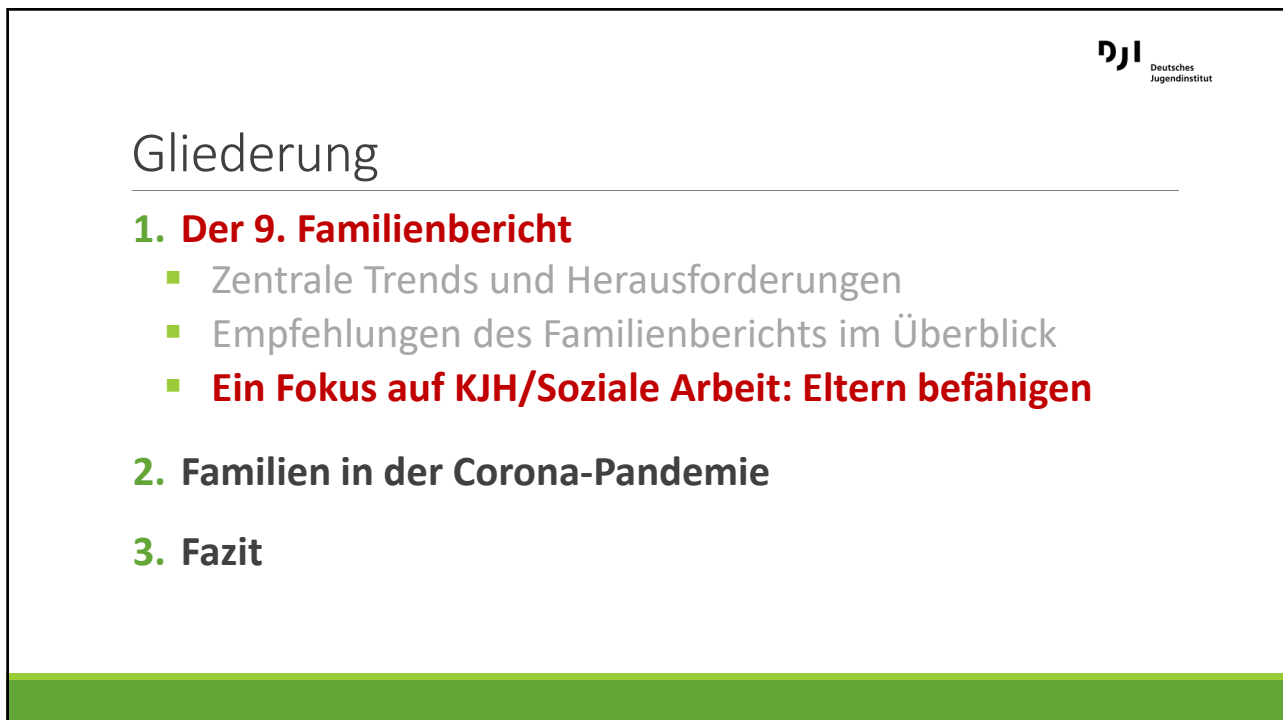 DJI
Deutsches
Jugendinstitut
Gliederung
1. Der 9. Familienbericht
▪ Zentrale Trends und Herausforderungen
▪ Empfehlungen des Familienberichts im Überblick
▪ Ein Fokus auf KJH/Soziale Arbeit: Eltern befähigen
2. Familien in der Corona-Pandemie
3. Fazit